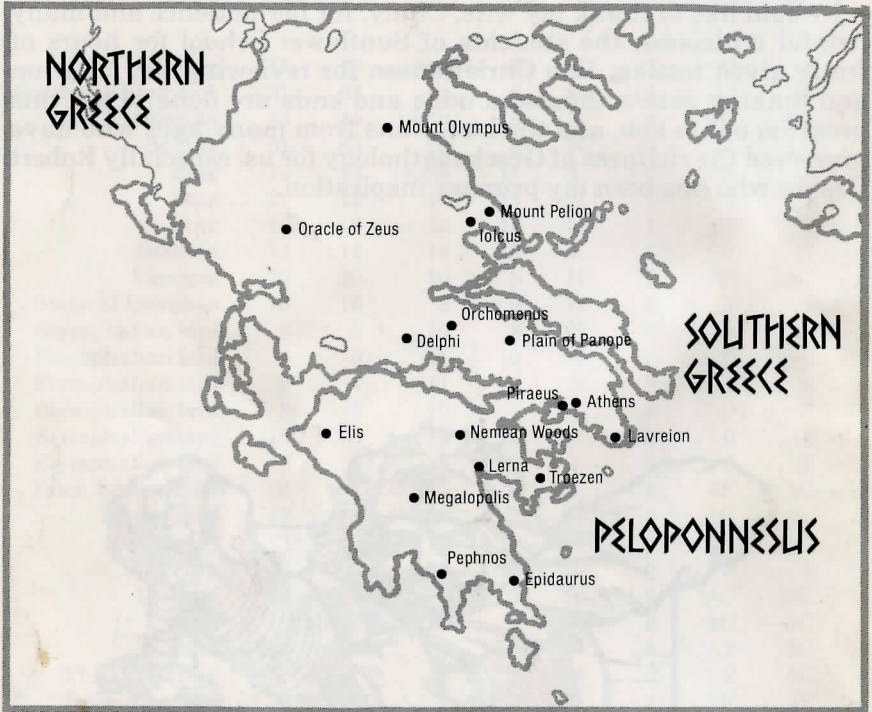 NORTHERN
GREECE
Mount Olympus
Mount Pelion
Iolcus
Oracle of Zeus
Orchomenus
Delphi
Plain of Panope
SOUTHERN
GREECE
Piraeus
Athens
Elis
Nemean Woods
Lavreion
Lerna
Troezen
Megalopolis
PELOPONNESUS
Pephnos
Epidaurus